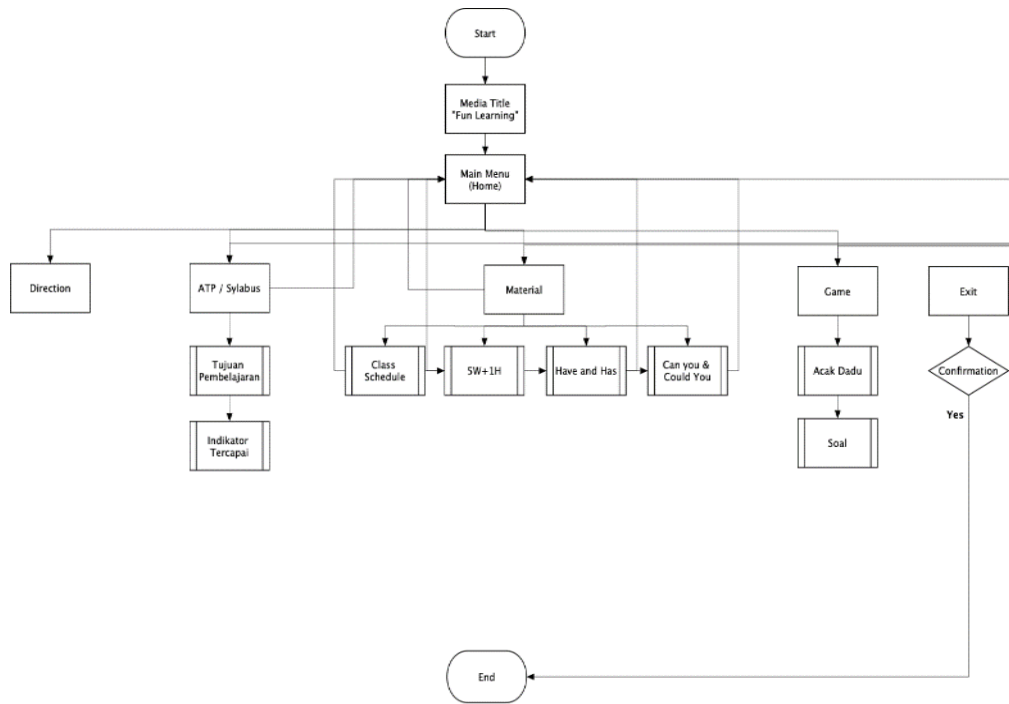 Start
Media Title
"Fun Learning"
Main Menu
(Home)
Direction
ATP / Sylabus
Material
Game
Exit
Tujuan
Pembelajaran
Class
Schedule
5W+1H
Have and Has
Can you &
Could You
Acak Dadu
Confirmation
Yes
Indikator
Tercapai
Soal
End